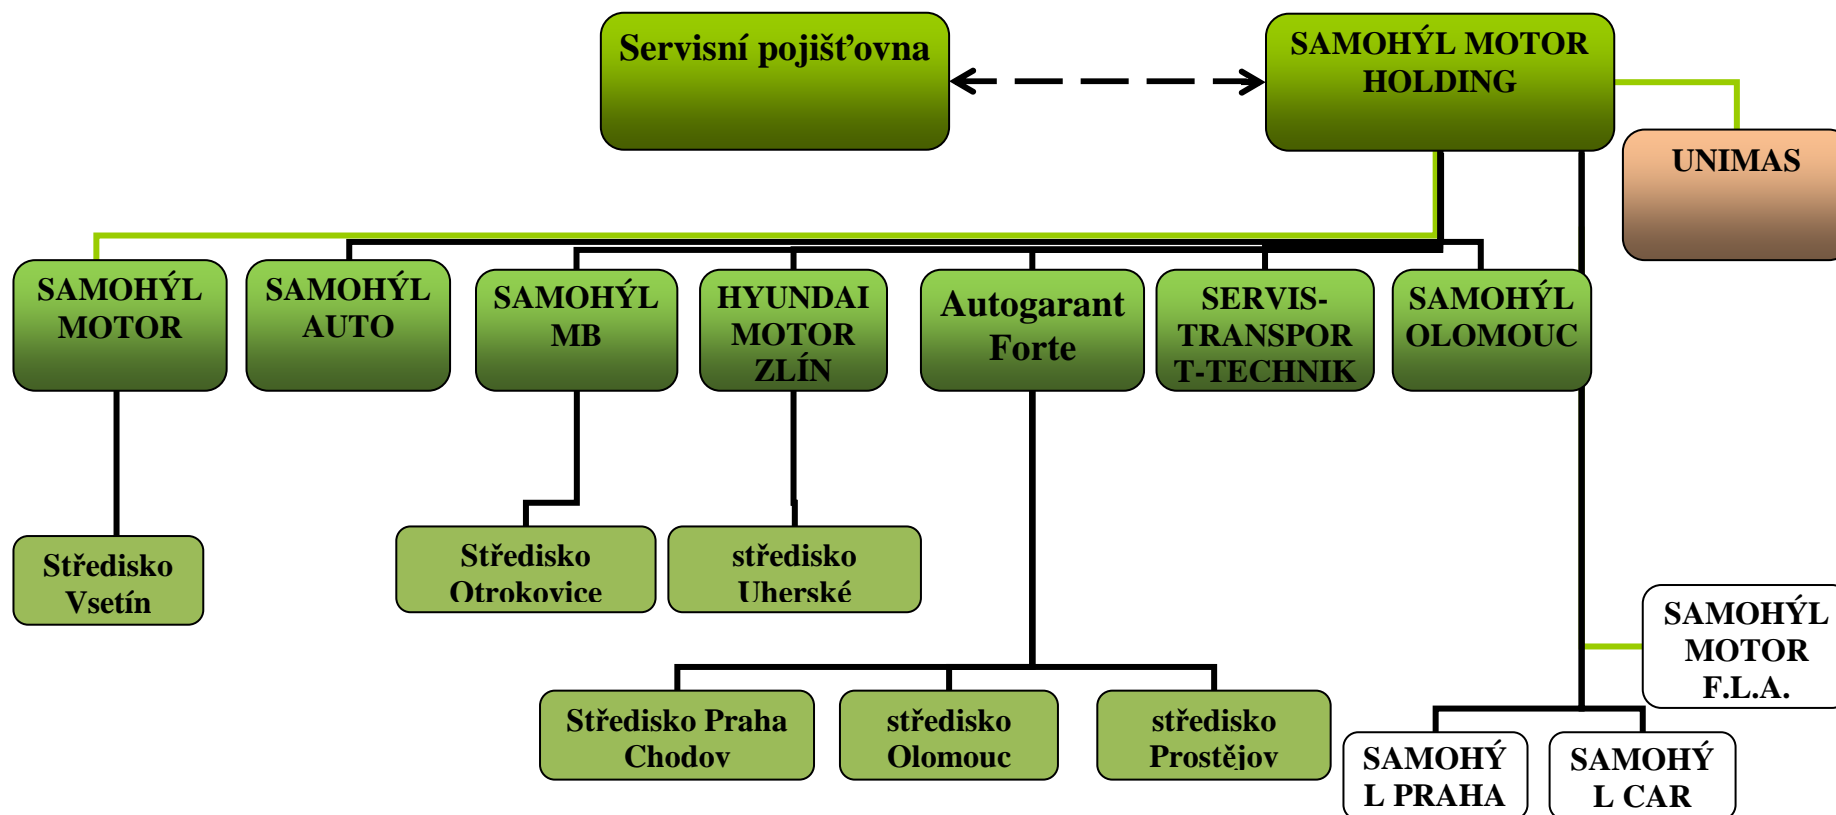 Servisní pojišťovna
SAMOHÝL MOTOR
HOLDING
UNIMAS
SAMOHÝL
MOTOR
SAMOHÝL
AUTO
SAMOHÝL
MB
HYUNDAI
MOTOR
ZLÍN
Autogarant
Forte
SERVIS-
TRANSPOR
T-TECHNIK
SAMOHÝL
OLOMOUC
Středisko
Vsetín
Středisko
Otrokovice
středisko
Uherské
SAMOHÝL
MOTOR
F.L.A.
Středisko Praha
Chodov
středisko
Olomouc
středisko
Prostějov
SAMOHÝ
L PRAHA
SAMOHÝ
L CAR